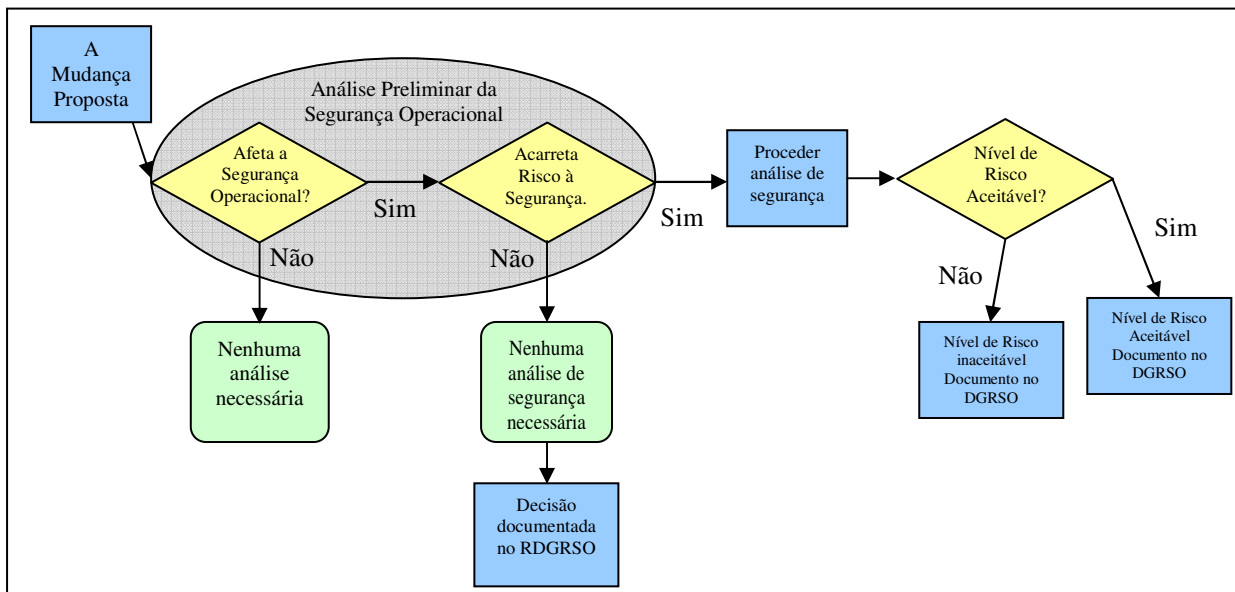 A
Mudança
Proposta
Análise Preliminar da
Segurança Operacional
Afeta a
Segurança
Operacional?
Sim
Não
Acarreta
Risco à
Segurança.
Sim
Não
Proceder
análise de
segurança
Nível de
Risco
Aceitável?
Sim
Não
Nenhuma
análise
necessária
Nenhuma
análise de
segurança
necessária
Decisão
documentada
no RDGRSO
Nível de Risco
inaceitável
Documento no
DGRSO
Nível de Risco
Aceitável
Documento no
DGRSO